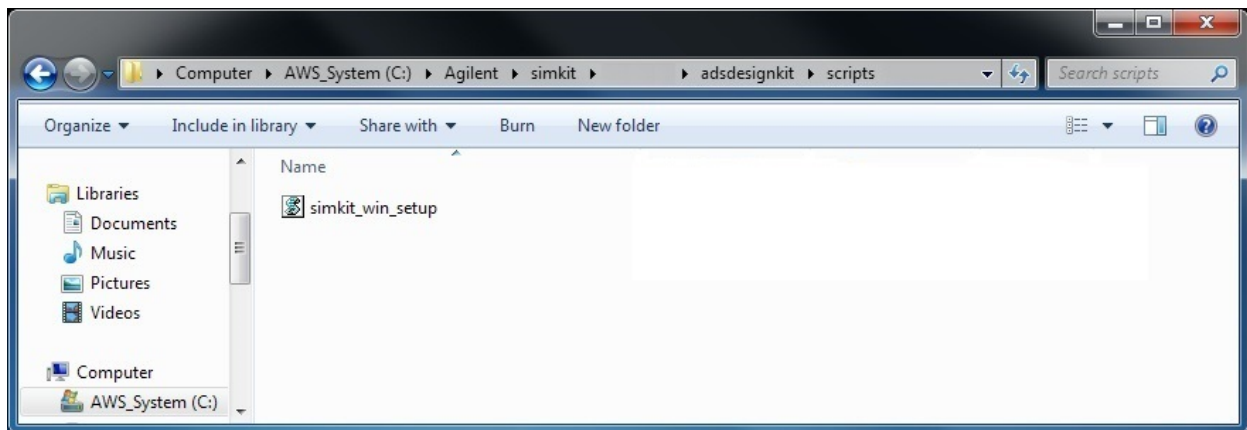 Computer AWS_System (C:) Agilent simkit adsdesignkit scripts Search scripts
Organize Include in library Share with Burn New folder
Name
Libraries
simkit_win_setup
Documents
Music
Pictures
Videos
Computer
AWS_System (C:)